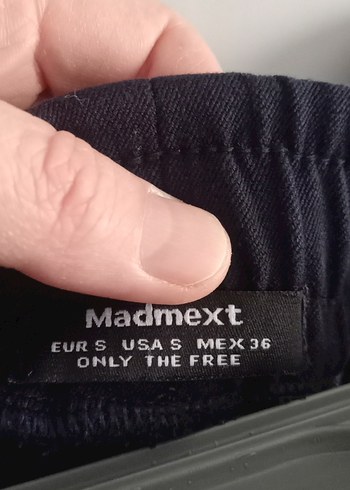 Madmext
EUR S USA S MEX 36
ONLY THE FREE